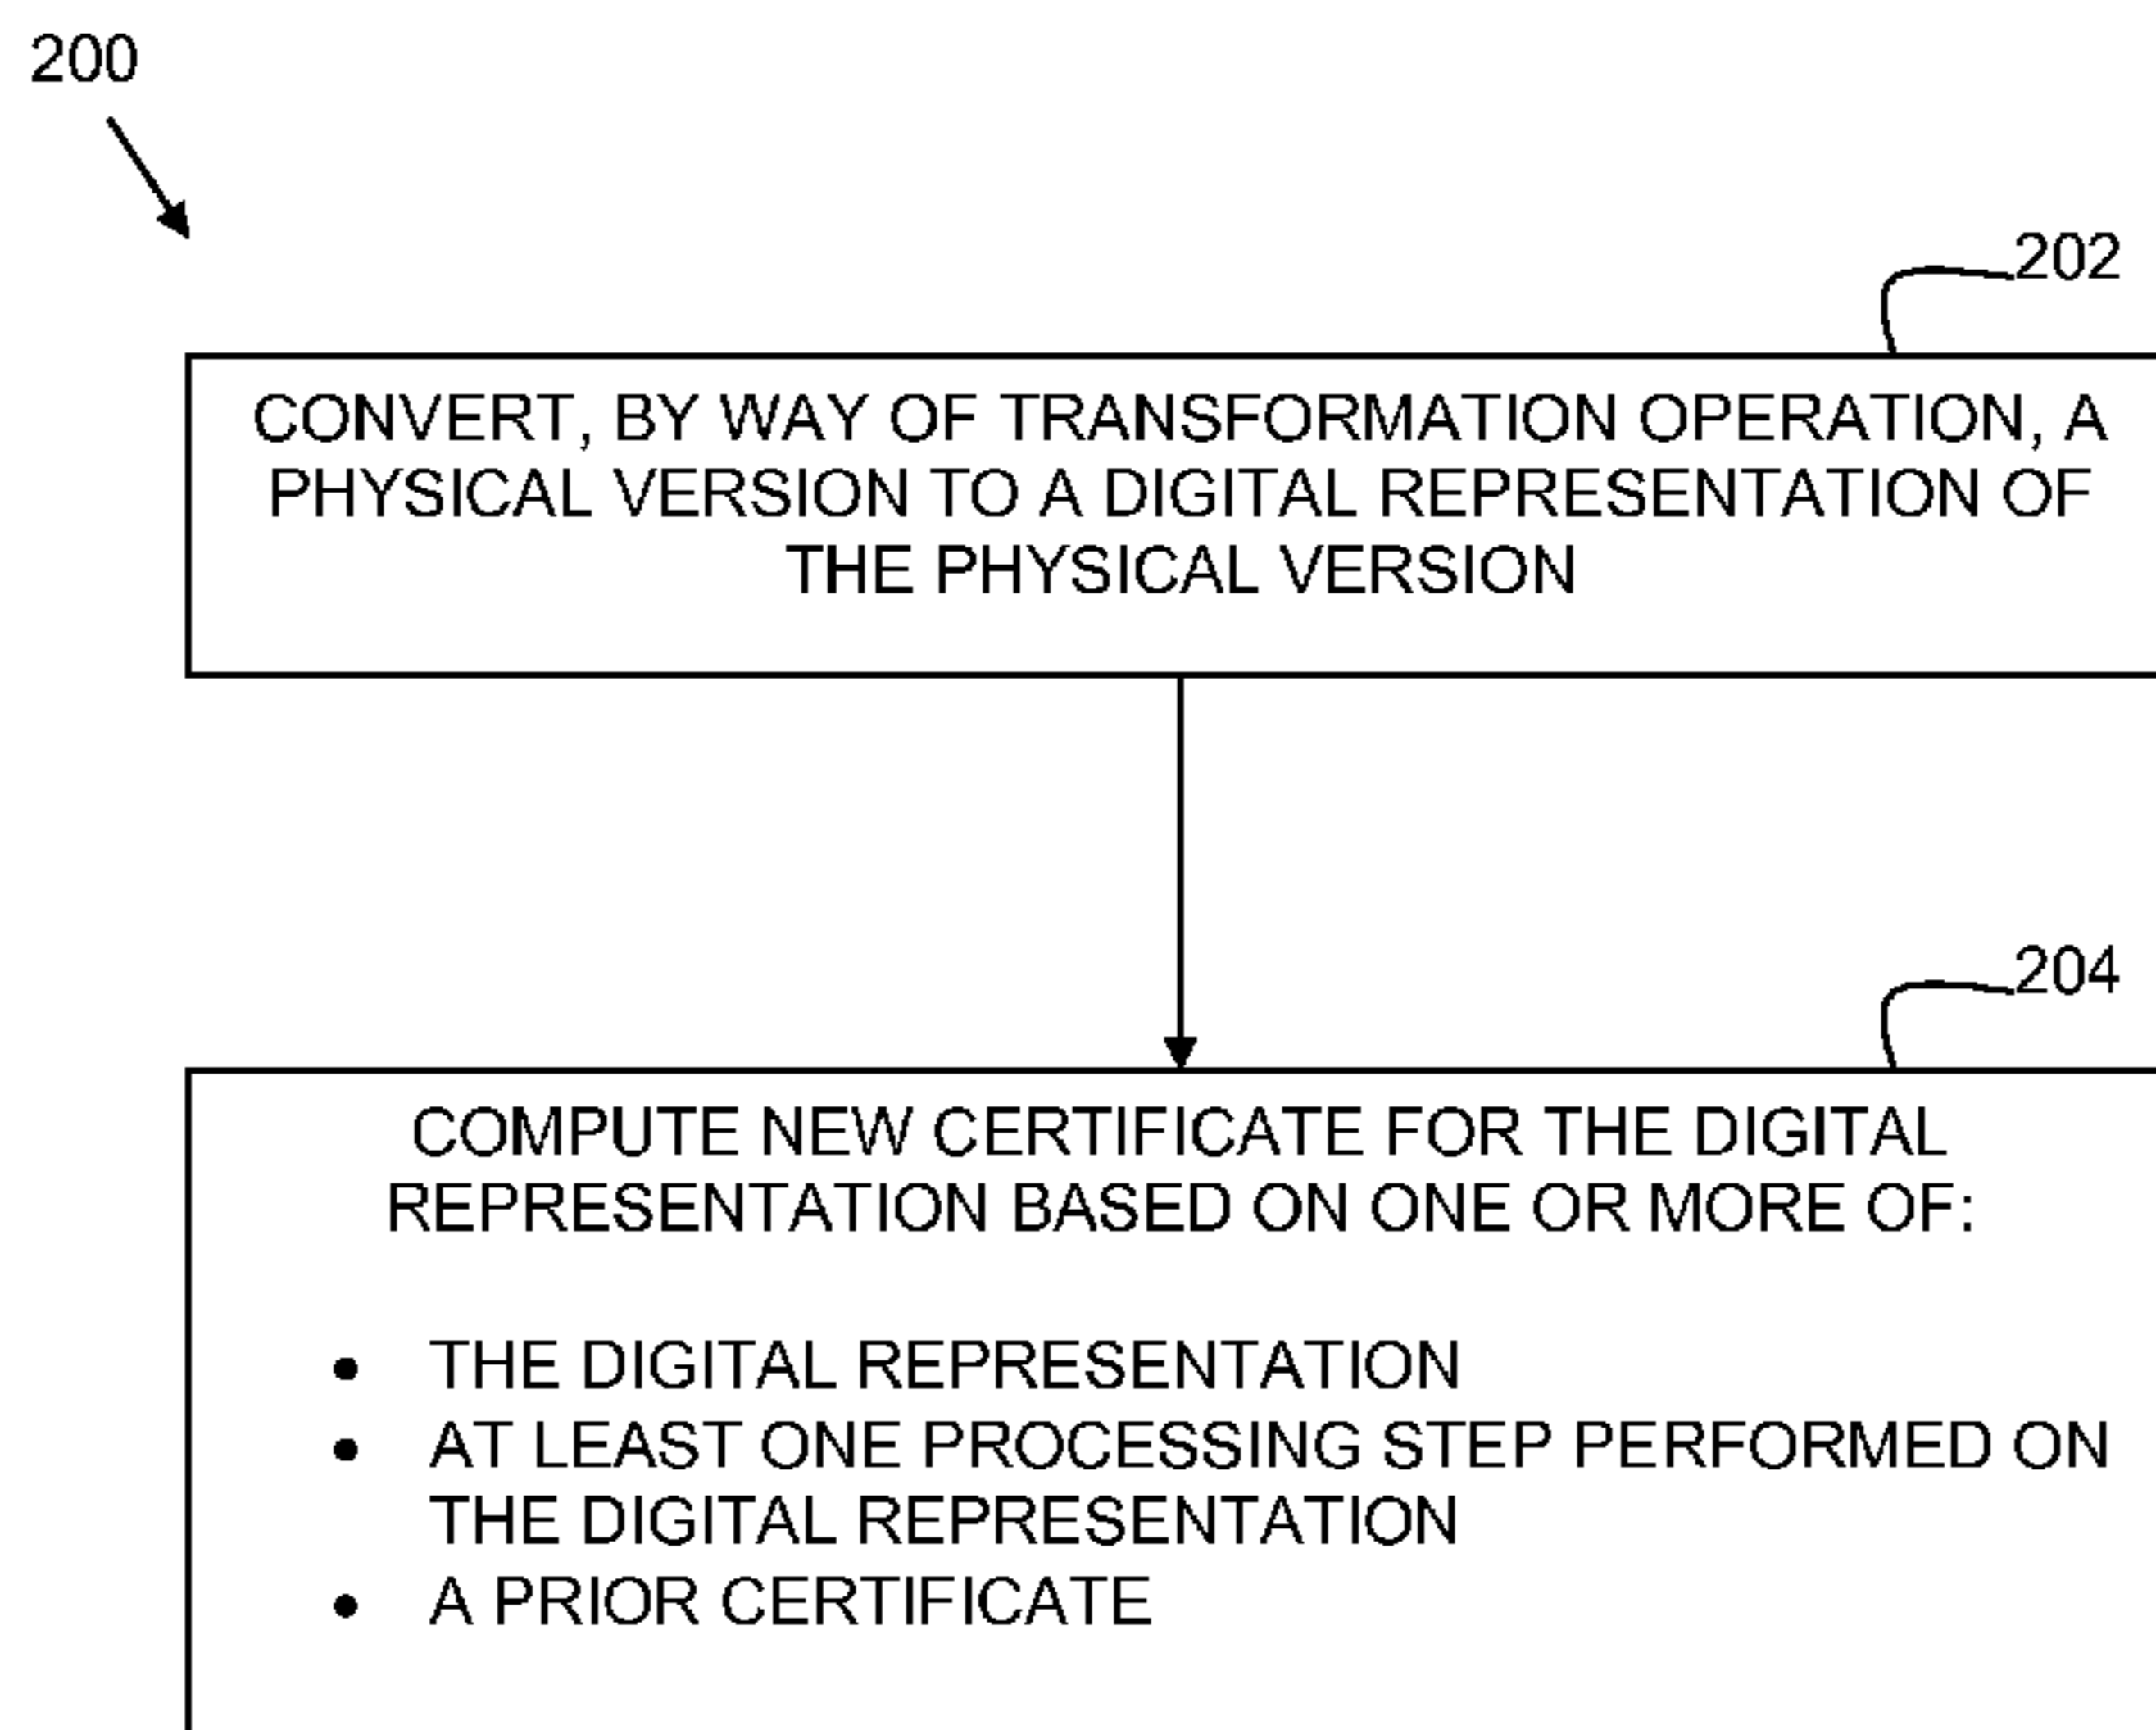 200
202
CONVERT, BY WAY OF TRANSFORMATION OPERATION, A
PHYSICAL VERSION TO A DIGITAL REPRESENTATION OF
THE PHYSICAL VERSION
204
COMPUTE NEW CERTIFICATE FOR THE DIGITAL
REPRESENTATION BASED ON ONE OR MORE OF:
• THE DIGITAL REPRESENTATION
• AT LEAST ONE PROCESSING STEP PERFORMED ON
THE DIGITAL REPRESENTATION
• A PRIOR CERTIFICATE